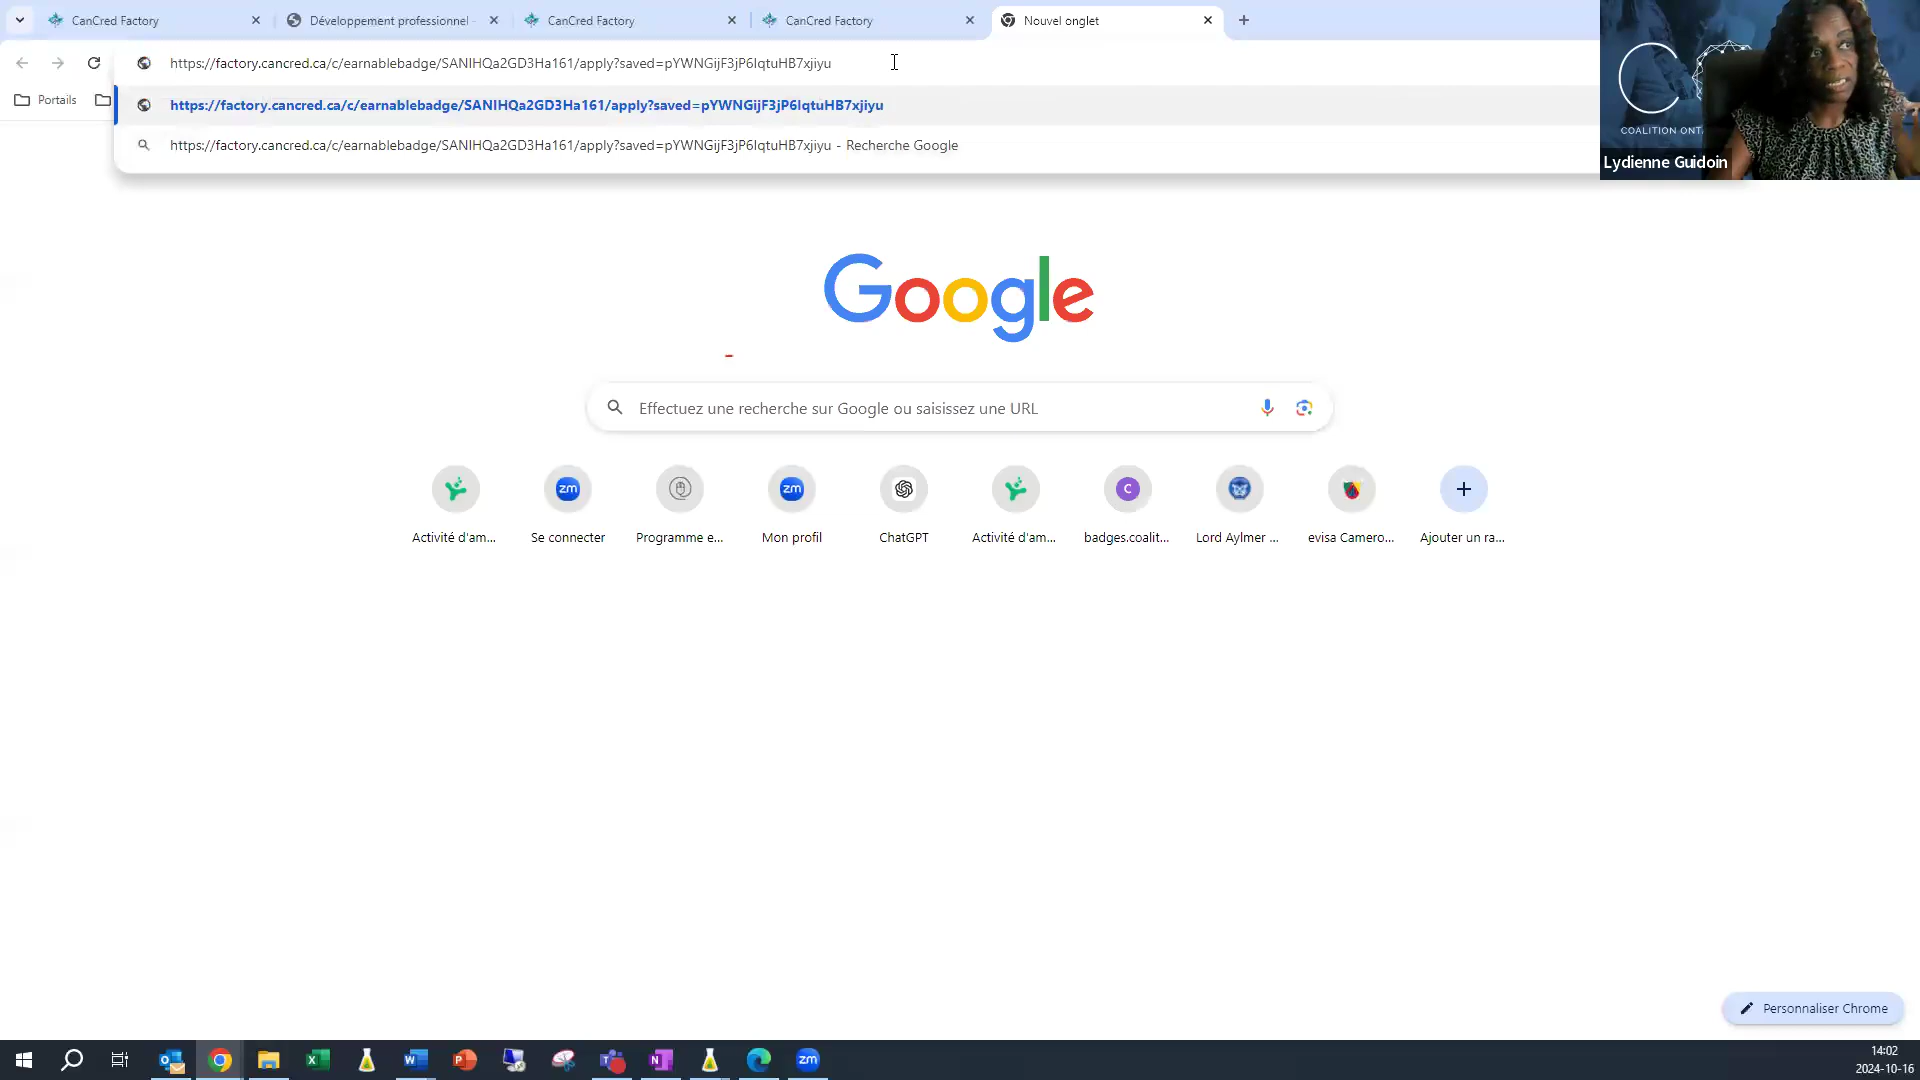 CanCred Factory
Développement professionnel
CanCred Factory
CanCred Factory
Nouvel onglet
https://factory.cancred.ca/c/earnablebadge/SANIHQa2GD3Ha161/apply?saved=pYWNGijF3jP6lqtuHB7xjiyu
Portails
https://factory.cancred.ca/c/earnablebadge/SANIHQa2GD3Ha161/apply?saved=pYWNGijF3jP6lqtuHB7xjiyu
https://factory.cancred.ca/c/earnablebadge/SANIHQa2GD3Ha161/apply?saved=pYWNGijF3jP6lqtuHB7xjiyu - Recherche Google
COALITION ONT
Lydienne Guidoin
Google
Effectuez une recherche sur Google ou saisissez une URL
Activité d'am...
Se connecter
Programme e...
Mon profil
ChatGPT
Activité d'am...
badges.coalit...
Lord Aylmer ...
evisa Camero...
Ajouter un ra...
Personnaliser Chrome
14:02
2024-10-16